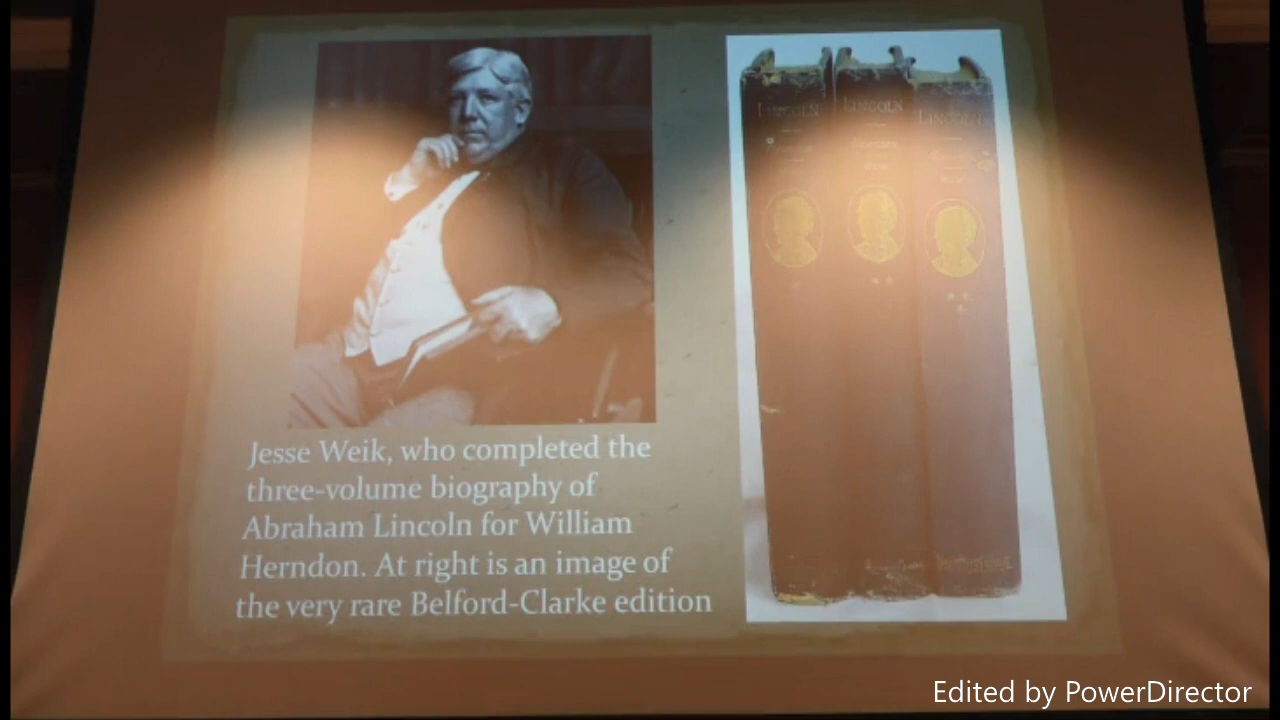 Jesse Weik, who completed the
three-volume biography of
Abraham Lincoln for William
Herndon. At right is an image of
the very rare Belford-Clarke edition
LINCOLN
LINCOLN
LINCOLN
Edited by PowerDirector